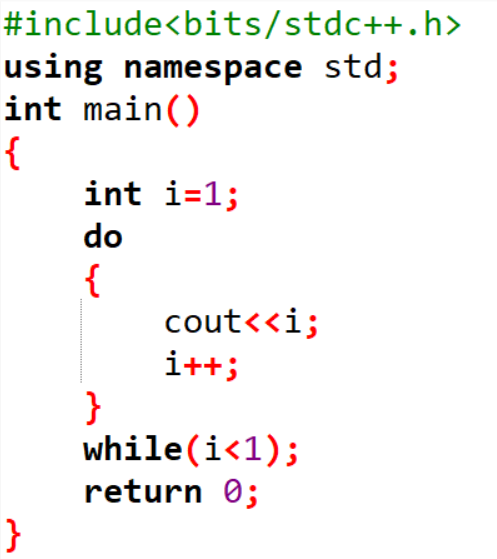 #include<bits/stdc++.h>
using namespace std;
int main()
{
    int i=1;
    do
    {
        cout<<i;
        i++;
    }
    while(i<1);
    return 0;
}